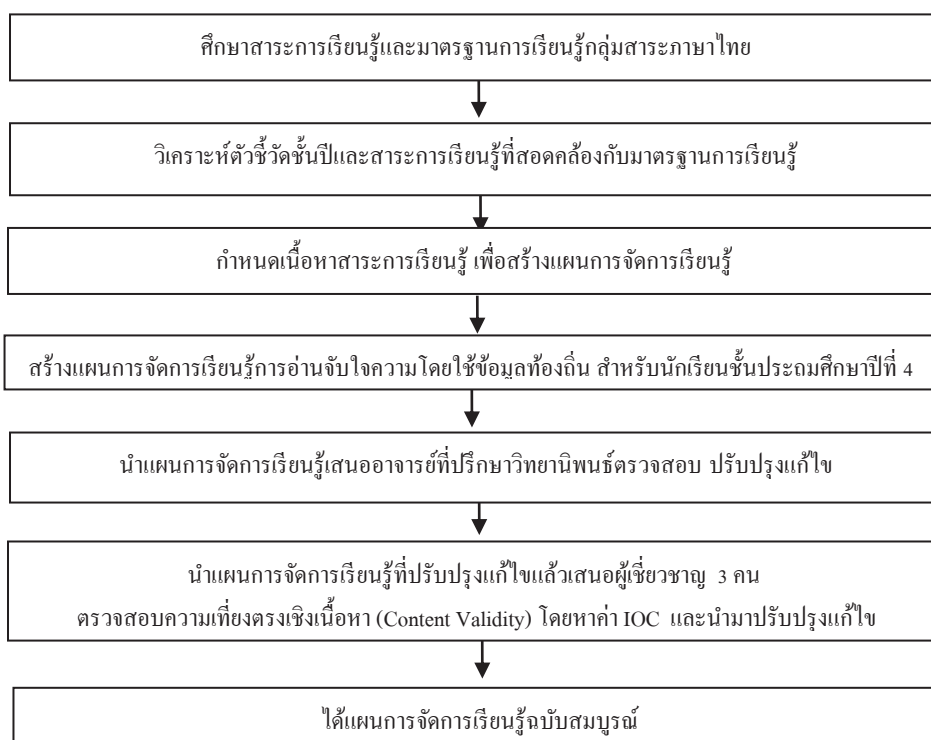 ศึกษาสาระการเรียนรู้และมาตรฐานการเรียนรู้กลุ่มสาระภาษาไทย
วิเคราะห์ตัวชี้วัดชั้นปีและสาระการเรียนรู้ที่สอดคล้องกับมาตรฐานการเรียนรู้
กำหนดเนื้อหาสาระการเรียนรู้ เพื่อสร้างแผนการจัดการเรียนรู้
สร้างแผนการจัดการเรียนรู้การอ่านจับใจความโดยใช้ข้อมูลท้องถิ่น สำหรับนักเรียนชั้นประถมศึกษาปีที่ 4
นำแผนการจัดการเรียนรู้เสนออาจารย์ที่ปรึกษาวิทยานิพนธ์ตรวจสอบ ปรับปรุงแก้ไข
นำแผนการจัดการเรียนรู้ที่ปรับปรุงแก้ไขแล้วเสนอผู้เชี่ยวชาญ 3 คน
ตรวจสอบความเที่ยงตรงเชิงเนื้อหา (Content Validity) โดยหาค่า IOC และนำมาปรับปรุงแก้ไข
ได้แผนการจัดการเรียนรู้ฉบับสมบูรณ์